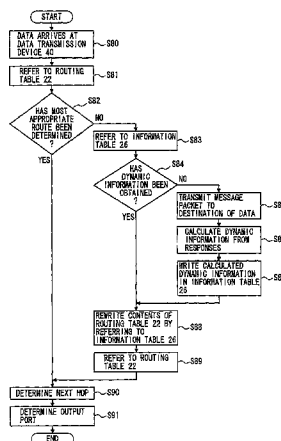 START
DATA ARRIVES AT
DATA TRANSMISSION
DEVICE 40
S80
REFER TO ROUTING
TABLE 22
S81
S82
HAS MOST
APPROPRIATE
ROUTE BEEN
DETERMINED
?
NO
YES
REFER TO INFORMATION
TABLE 26
S83
S84
HAS
DYNAMIC
INFORMATION BEEN
OBTAINED
?
NO
YES
TRANSMIT MESSAGE
PACKET TO
DESTINATION OF DATA
CALCULATE DYNAMIC
INFORMATION FROM
RESPONSES
WRITE CALCULATED
DYNAMIC INFORMATION
IN INFORMATION TABLE
26
REWRITE CONTENTS OF
ROUTING TABLE 22 BY
REFERRING TO
INFORMATION TABLE 26
S88
REFER TO ROUTING
TABLE 22
S89
DETERMINE NEXT HOP
S90
DETERMINE OUTPUT
PORT
S91
END